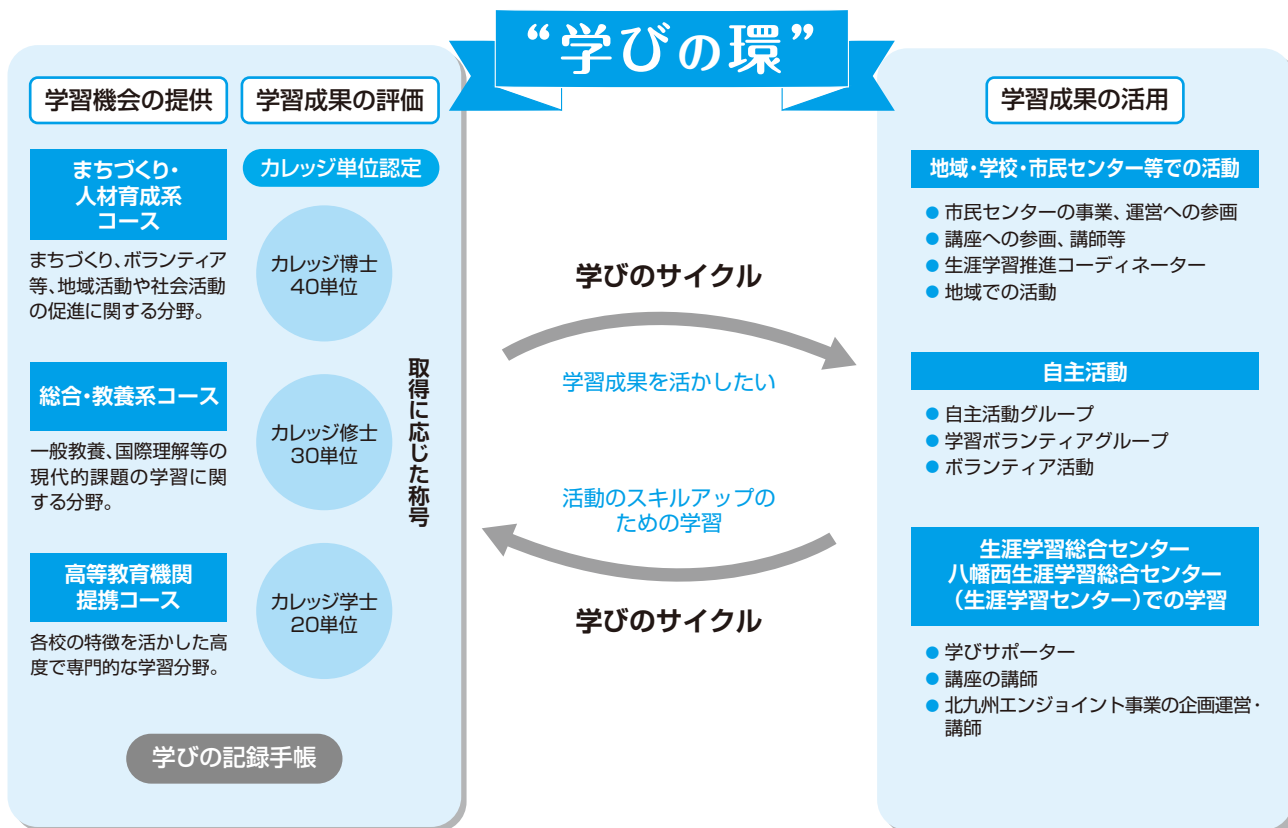 “学びの環”
学習機会の提供
学習成果の評価
まちづくり・
人材育成系
コース
まちづくり、ボランティア
等、地域活動や社会活動
の促進に関する分野。
総合・教養系コース
一般教養、国際理解等の
現代的課題の学習に関
する分野。
高等教育機関
提携コース
各校の特徴を活かした高
度で専門的な学習分野。
カレッジ単位認定
カレッジ博士
40単位
カレッジ修士
30単位
カレッジ学士
20単位
取得に応じた称号
学びの記録手帳
学びのサイクル
学習成果を活かしたい
活動のスキルアップの
ための学習
学びのサイクル
学習成果の活用
地域・学校・市民センター等での活動
● 市民センターの事業、運営への参画
● 講座への参画、講師等
● 生涯学習推進コーディネーター
● 地域での活動
自主活動
● 自主活動グループ
● 学習ボランティアグループ
● ボランティア活動
生涯学習総合センター
八幡西生涯学習総合センター
（生涯学習センター）での学習
● 学びサポーター
● 講座の講師
● 北九州エンジョイント事業の企画運営・
講師